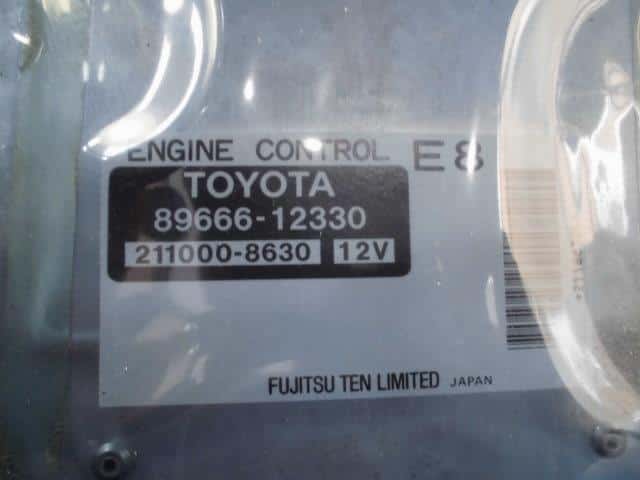 ENGINE CONTROL E8
TOYOTA
89666-12330
211000-8630 12V
FUJITSU TEN LIMITED JAPAN